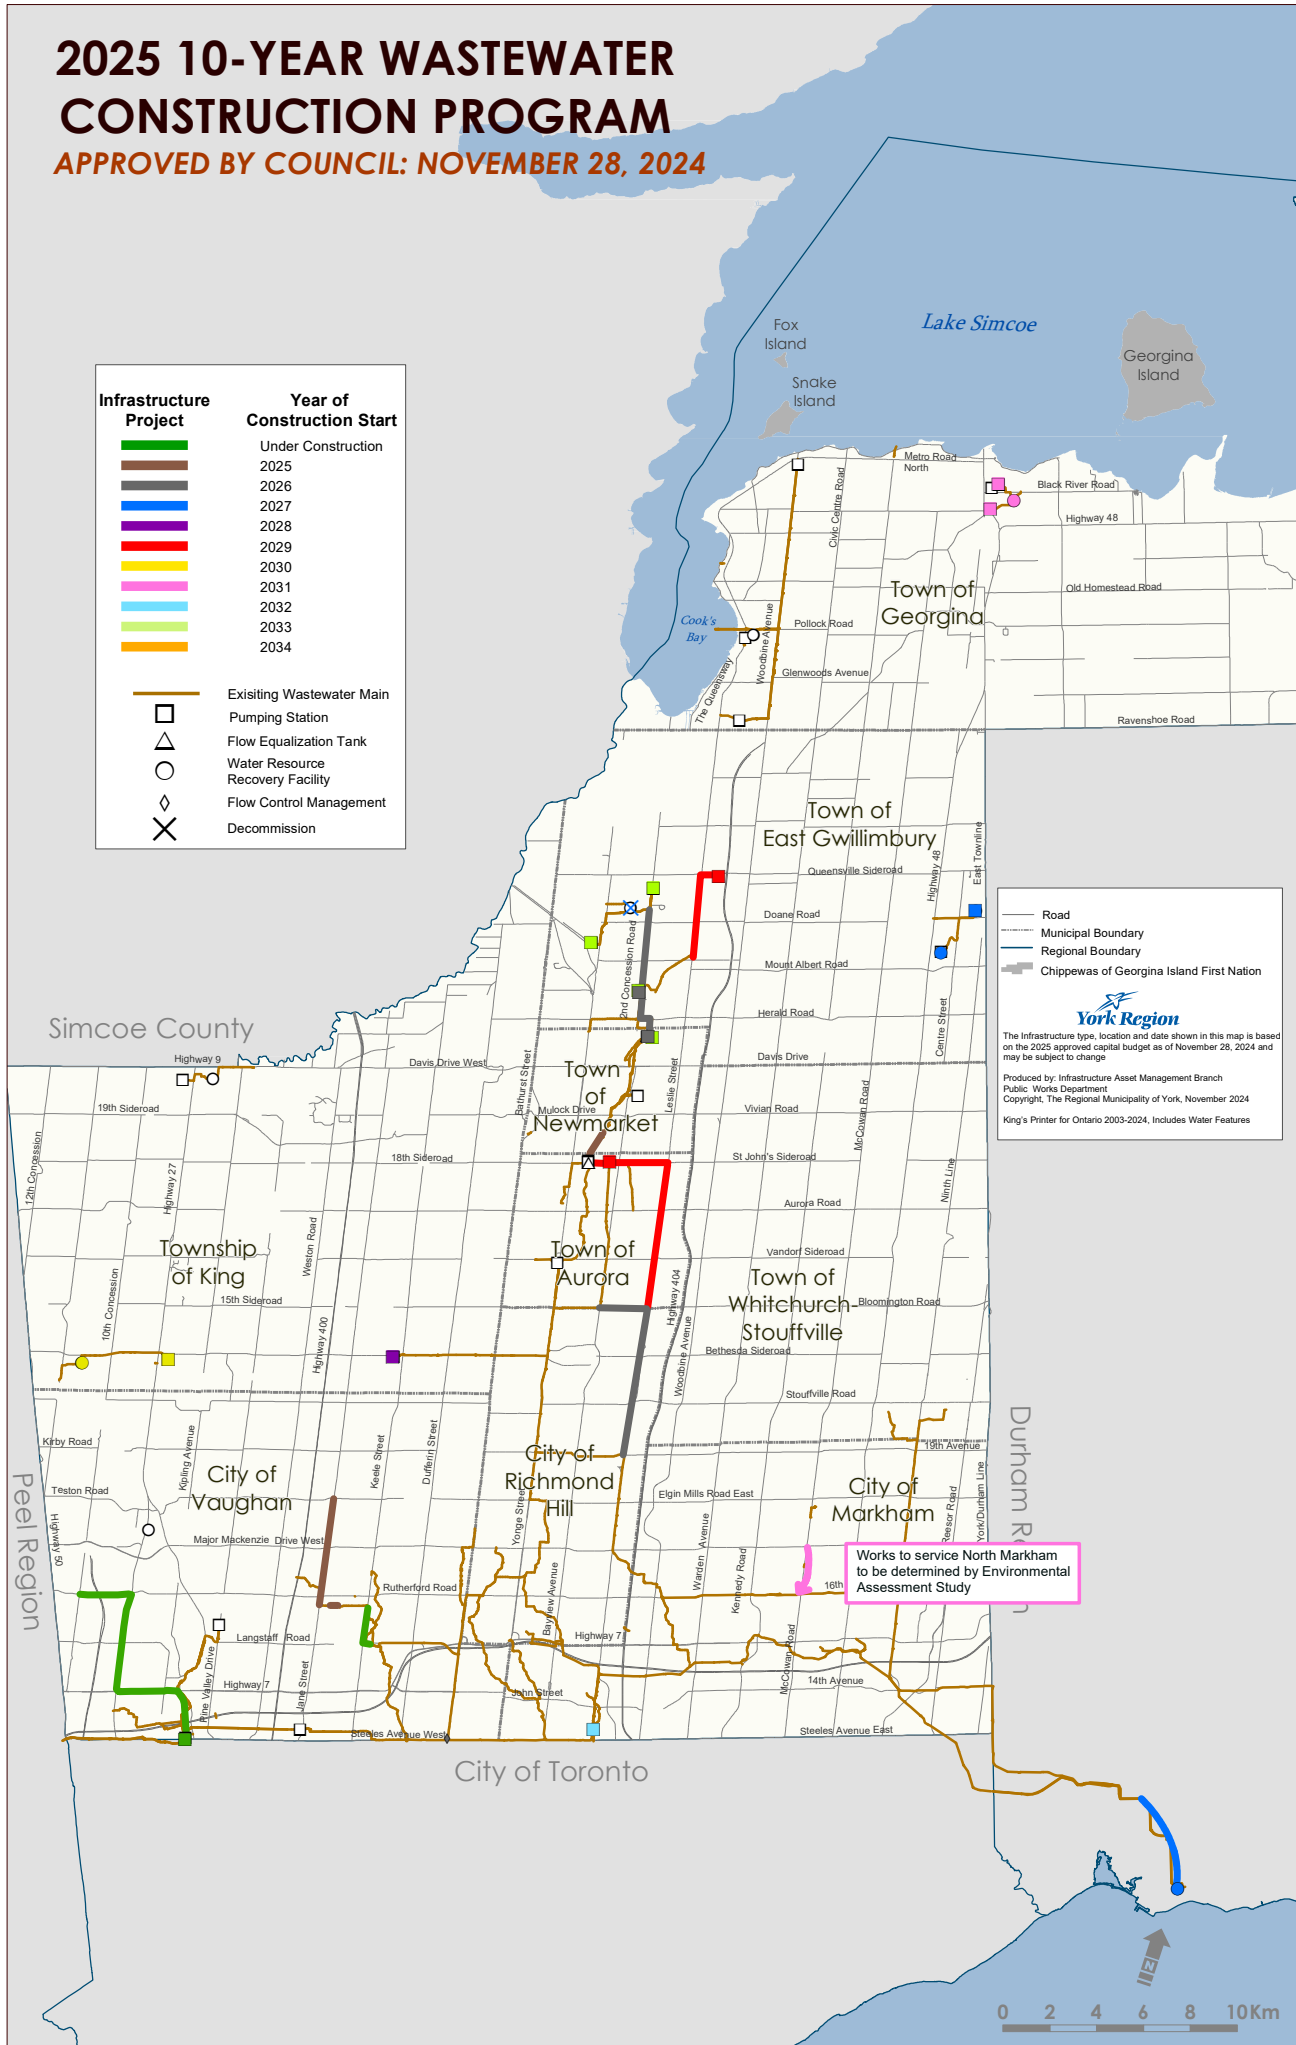 2025 10-YEAR WASTEWATER
CONSTRUCTION PROGRAM
APPROVED BY COUNCIL: NOVEMBER 28, 2024
Lake Simcoe
Fox
Island
Snake
Island
Georgina
Island
Infrastructure
Project
Year of
Construction Start
Under Construction
2025
2026
2027
2028
2029
2030
2031
2032
2033
2034
Exisiting Wastewater Main
Pumping Station
Flow Equalization Tank
Water Resource
Recovery Facility
Flow Control Management
Decommission
Metro Road
North
Black River Road
Highway 48
Civic Centre Road
Old Homestead Road
Town of
Georgina
Cook's
Bay
Pollock Road
Woodbine Avenue
The Queensway
Glenwoods Avenue
Ravenshoe Road
Town of
East Gwillimbury
Queensville Sideroad
Highway 48
East Townline
Doane Road
2nd Concession Road
Mount Albert Road
Herald Road
Centre Street
Road
Municipal Boundary
Regional Boundary
Chippewas of Georgina Island First Nation
York Region
The Infrastructure type, location and date shown in this map is based
on the 2025 approved capital budget as of November 28, 2024 and
may be subject to change
Produced by: Infrastructure Asset Management Branch
Public Works Department
Copyright, The Regional Municipality of York, November 2024
King's Printer for Ontario 2003-2024, Includes Water Features
Simcoe County
Highway 9
Davis Drive West
Davis Drive
Bathurst Street
Town
of
Newmarket
Leslie Street
Mulock Drive
Vivian Road
McCowan Road
19th Sideroad
12th Concession
Highway 27
18th Sideroad
St John's Sideroad
Ninth Line
Aurora Road
Weston Road
Township
of King
Town of
Aurora
Vandorf Sideroad
Town of
Whitchurch-
Stouffville
Highway 404
10th Concession
15th Sideroad
Bloomington Road
Highway 400
Woodbine Avenue
Bethesda Sideroad
Stouffville Road
Durham Region
Kirby Road
Kipling Avenue
Keele Street
Dufferin Street
19th Avenue
City of
Vaughan
City of
Richmond
Hill
City of
Markham
Peel Region
Teston Road
Highway 50
Yonge Street
Elgin Mills Road East
Reesor Road
York/Durham Line
Major Mackenzie Drive West
Warden Avenue
Kennedy Road
Works to service North Markham
to be determined by Environmental
Assessment Study
16th
Rutherford Road
Bayview Avenue
Langstaff Road
Highway 7
McCowan Road
Pine Valley Drive
Highway 7
Jane Street
John Street
14th Avenue
Steeles Avenue West
Steeles Avenue East
City of Toronto
N
0 2 4 6 8 10Km